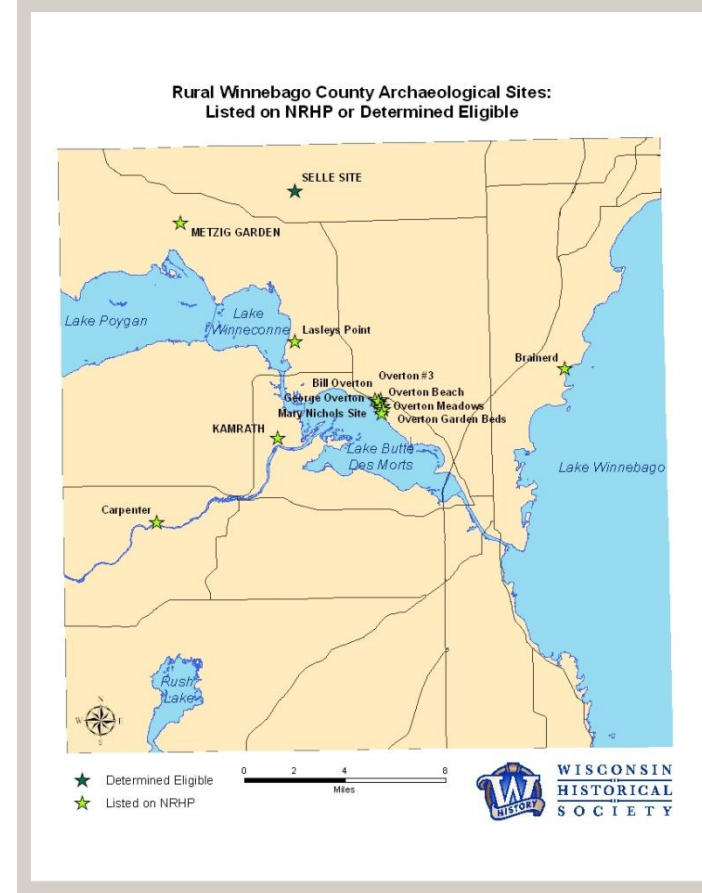 Rural Winnebago County Archaeological Sites:
Listed on NRHP or Determined Eligible
SELLE SITE
METZIG GARDEN
Lake Poygan
Lake
Winneconne
Lasleys Point
Brainerd
Overton #3
Bill Overton
Overton Beach
George Overton
Overton Meadows
Mary Nichols Site
Overton Garden Beds
KAMRATH
Lake Butte
Des Morts
Lake Winnebago
Carpenter
Rush
Lake
N
W
E
S
Determined Eligible
Listed on NRHP
0 2 4 8
Miles
W
HISTORY
WISCONSIN
HISTORICAL
SOCIETY